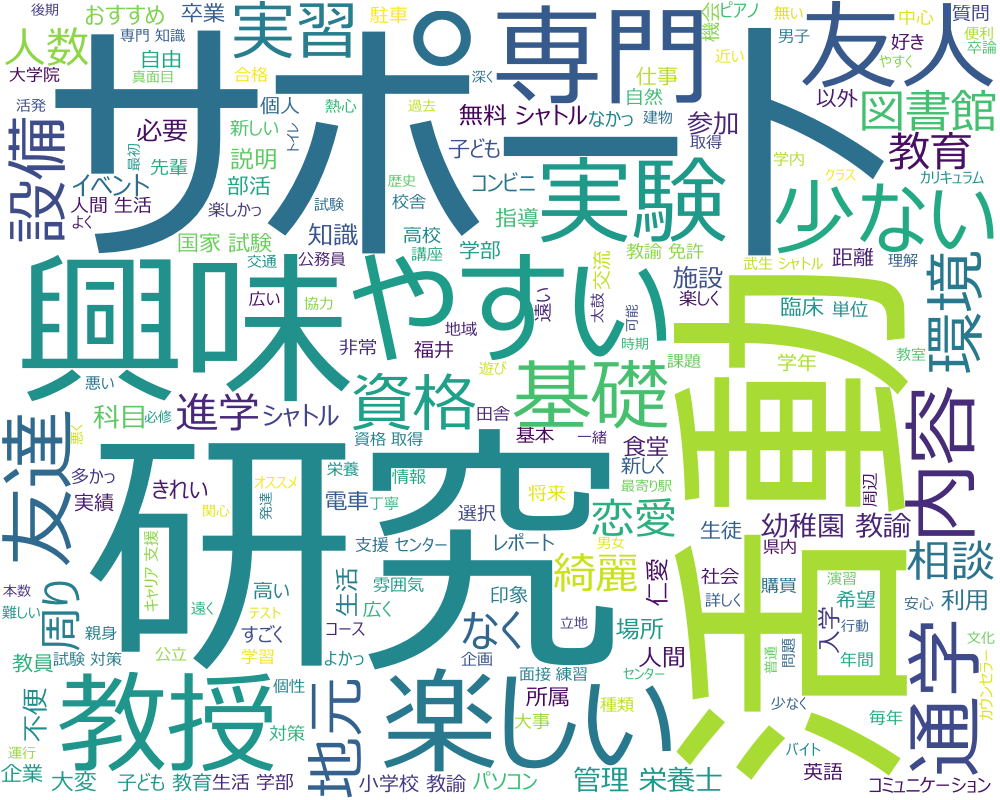 後期
おすすめ
卒業
実習
駐車
サポート
専門
機会
ピアノ
無い
中心
友人
質問
専門 知識
人数
自由
男子
好き
便利
卒論
大学院
真面目
合格
深く
仕事
近い
やすく
活発
個人
熱心
過去
無料 シャトル
自然
以外
図書館
設備
必要
新しい
なかっ
建物
参加
最初
先輩
説明
子ども
取得
教育
イベント
部活
歴史
コンビニ
実験
学内
クラス
カリキュラム
人間 生活
楽しかっ
試験
校舎
指導
少ない
よく
国家 試験
知識
高校
学部
教諭 免許
距離
交通
公務員
講座
武生 シャトル
理解
興味
やすい
広い
協力
遠い
交流
太鼓
施設
楽しく
臨床
単位
環境
地域
可能
非常
福井
時期
課題
学年
教室
悪い
遊び
資格
基礎
活動
内容
友達
科目
必修
進学
シャトル
田舎
悪く
資格 取得
基本
一緒
食堂
多かっ
栄養
情報
新しく
最寄り駅
周辺
実績
きれい
オススメ
電車
丁寧
将来
恋愛
研究
関心
発達
選択
生徒
幼稚園 教諭
支援 センター
レポート
男女
県内
キャリア 支援
綺麗
仁愛
相談
本数
遠く
高い
生活
雰囲気
印象
社会
購買
演習
難しい
周り
テスト
広く
詳しく
希望
安心
利用
親身
すごく
コース
なく
立地
場所
入学
行動
教員
試験 対策
公立
学習
よかっ
企画
面接 練習
センター
人間
普通
問題
年間
通学
文化
カウンセラー
不便
教授
個性
地元
楽しい
所属
種類
少なく
毎年
運行
対策
大事
バイト
企業
大変
子ども 教育
生活 学部
小学校 教諭
パソコン
管理 栄養士
英語
コミュニケーション